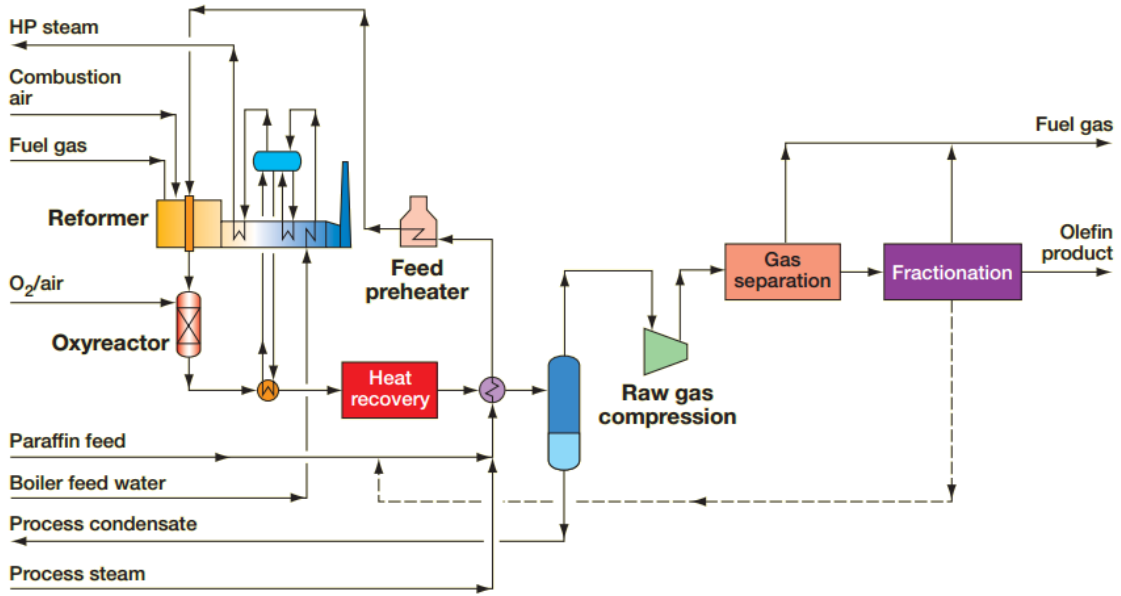 HP steam
Combustion
air
Fuel gas
Reformer
O2/air
Oxyreactor
Feed
preheater
Heat
recovery
Raw gas
compression
Gas
separation
Fractionation
Fuel gas
Olefin
product
Paraffin feed
Boiler feed water
Process condensate
Process steam